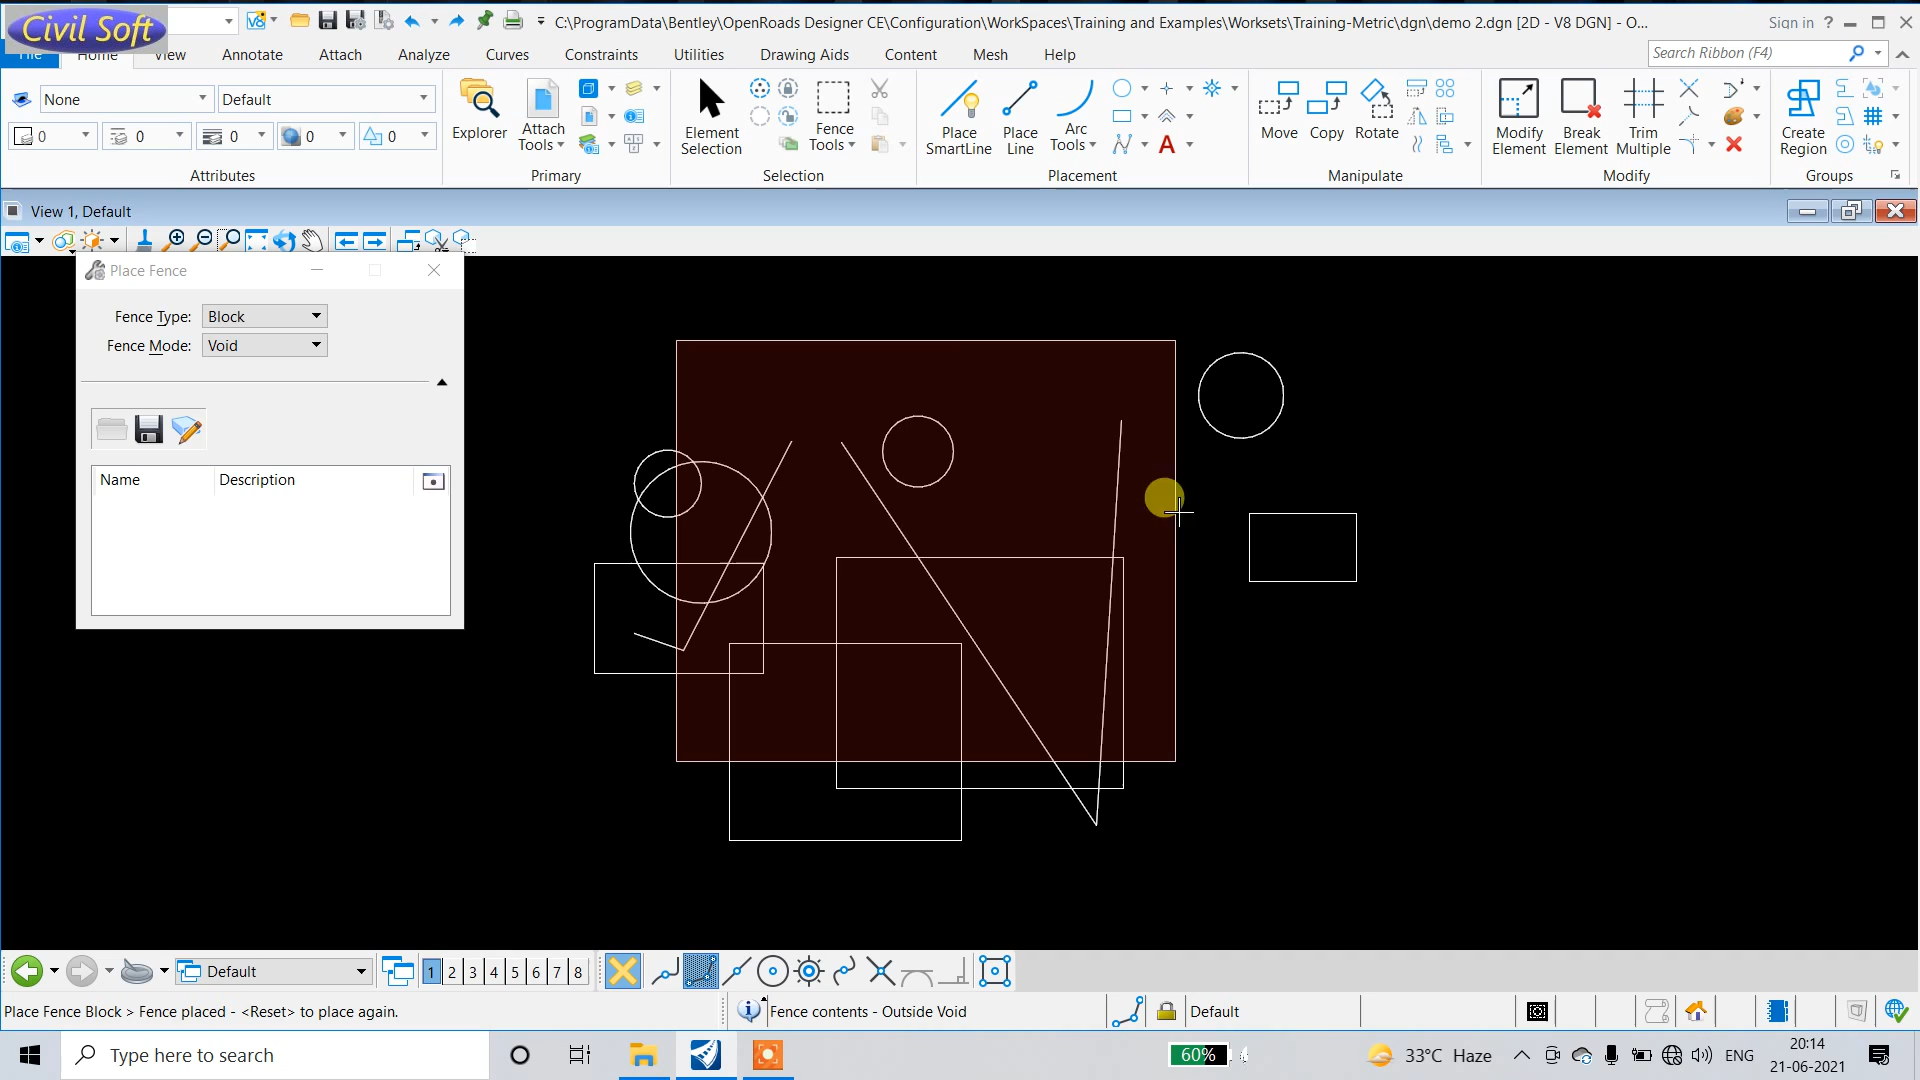 Civil Soft
C:\ProgramData\Bentley\OpenRoads Designer CE\Configuration\WorkSpaces\Training and Examples\Worksets\Training-Metric\dgn\demo 2.dgn [2D - V8 DGN] - O...
Sign in ?
File Home View Annotate Attach Analyze Curves Constraints Utilities Drawing Aids Content Mesh Help
Search Ribbon (F4)
None Default
0 0 0 0 0
Explorer
Attach Tools
Element Selection
Fence Tools
Place SmartLine
Place Line
Arc Tools
Move Copy Rotate
Modify Element
Break Element
Trim Multiple
Create Region
Attributes Primary Selection Placement Manipulate Modify Groups
View 1, Default
Place Fence
Fence Type: Block
Fence Mode: Void
Name Description
Default
1 2 3 4 5 6 7 8
Place Fence Block > Fence placed - <Reset> to place again.
Fence contents - Outside Void
Default
Type here to search
60%
33°C Haze
ENG
20:14
21-06-2021